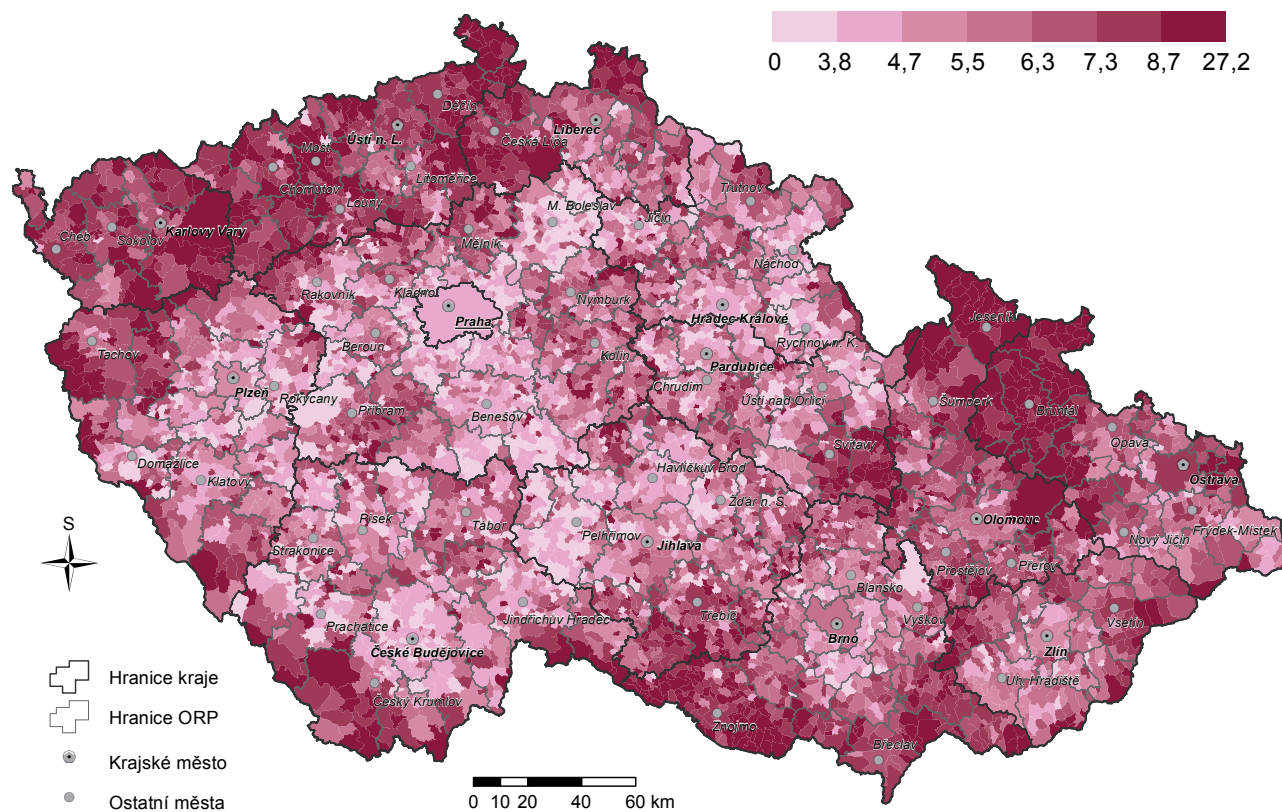 0 3,8 4,7 5,5 6,3 7,3 8,7 27,2
Děčín
Liberec
Ústí n. L.
Česká Lípa
Most
Chomutov
Litoměřice
Trutnov
Louny
M. Boleslav
Jičín
Karlovy Vary
Sokolov
Cheb
Mělník
Náchod
Kladno
Rakovník
Nymburk
Hradec Králové
Praha
Jeseník
Rychnov n. K.
Beroun
Tachov
Kolín
Pardubice
Chrudim
Plzeň
Rokycany
Příbram
Benešov
Ústí nad Orlicí
Šumperk
Bruntál
Opava
Svitavy
Domažlice
Klatovy
Havlíčkův Brod
Ostrava
Žďár n. S.
Písek
Tábor
Olomouc
S
Strakonice
Pelhřimov
Jihlava
Nový Jičín
Frýdek-Místek
Prostějov
Přerov
Blansko
Prachatice
Jindřichův Hradec
Třebíč
Brno
Vyškov
Vsetín
České Budějovice
Zlín
Hranice kraje
Uh. Hradiště
Český Krumlov
Hranice ORP
Znojmo
Břeclav
Krajské město
Ostatní města
0 10 20 40 60 km